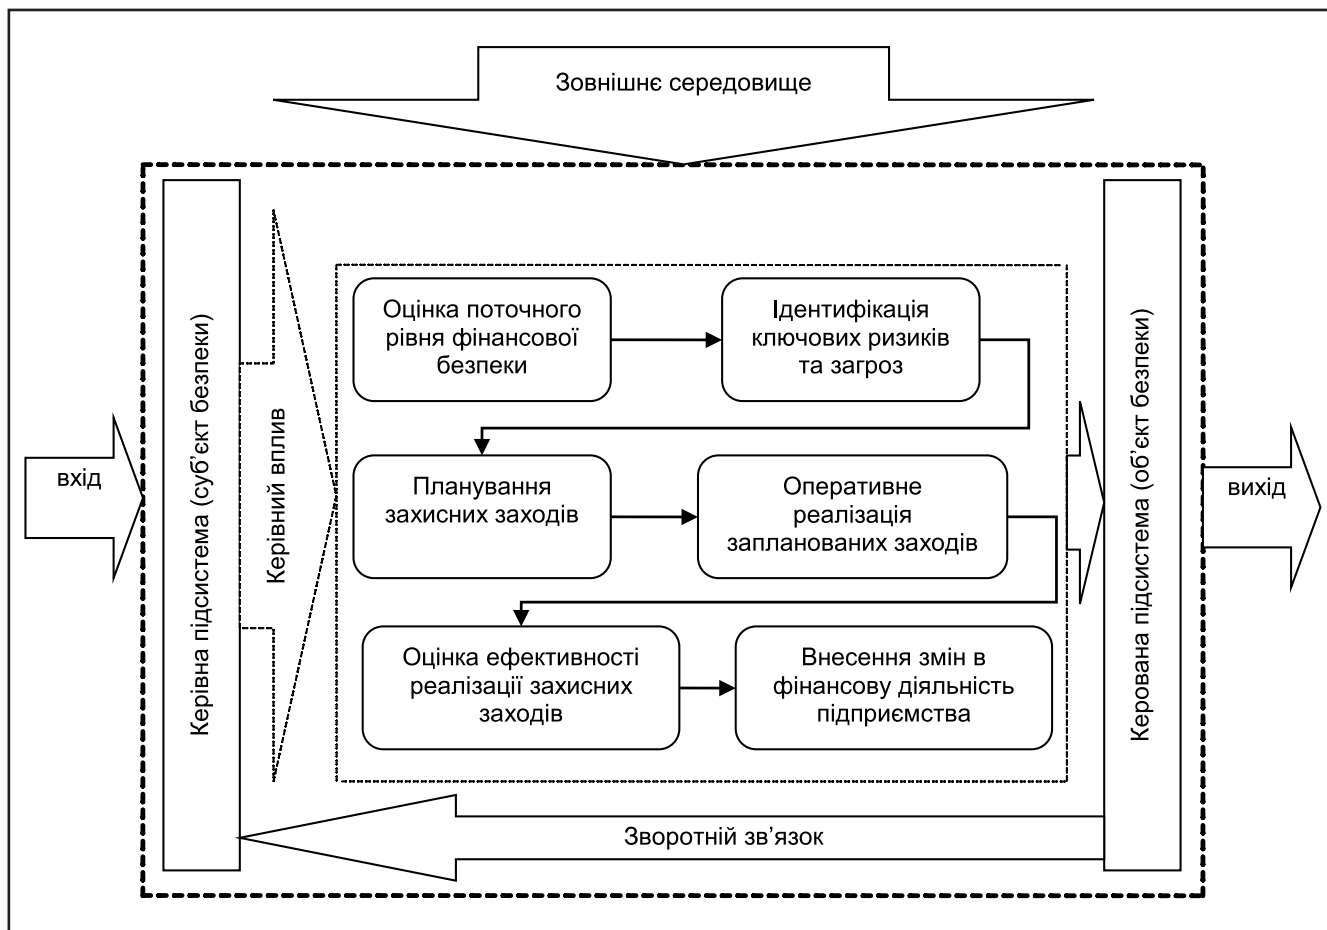 Зовнішнє середовище
вхід
Керівна підсистема (суб’єкт безпеки)
Керівний вплив
Оцінка поточного
рівня фінансової
безпеки
Ідентифікація
ключових ризиків
та загроз
Планування
захисних заходів
Оперативне
реалізація
запланованих заходів
Оцінка ефективності
реалізації захисних
заходів
Внесення змін в
фінансову діяльність
підприємства
Керована підсистема (об’єкт безпеки)
вихід
Зворотній зв’язок